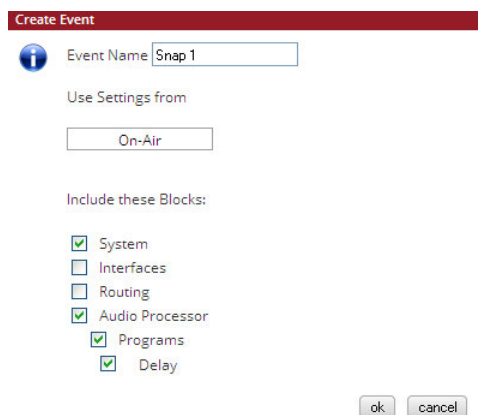 Create Event
Event Name Snap 1
Use Settings from
On-Air
Include these Blocks:
System
Interfaces
Routing
Audio Processor
Programs
Delay
ok cancel